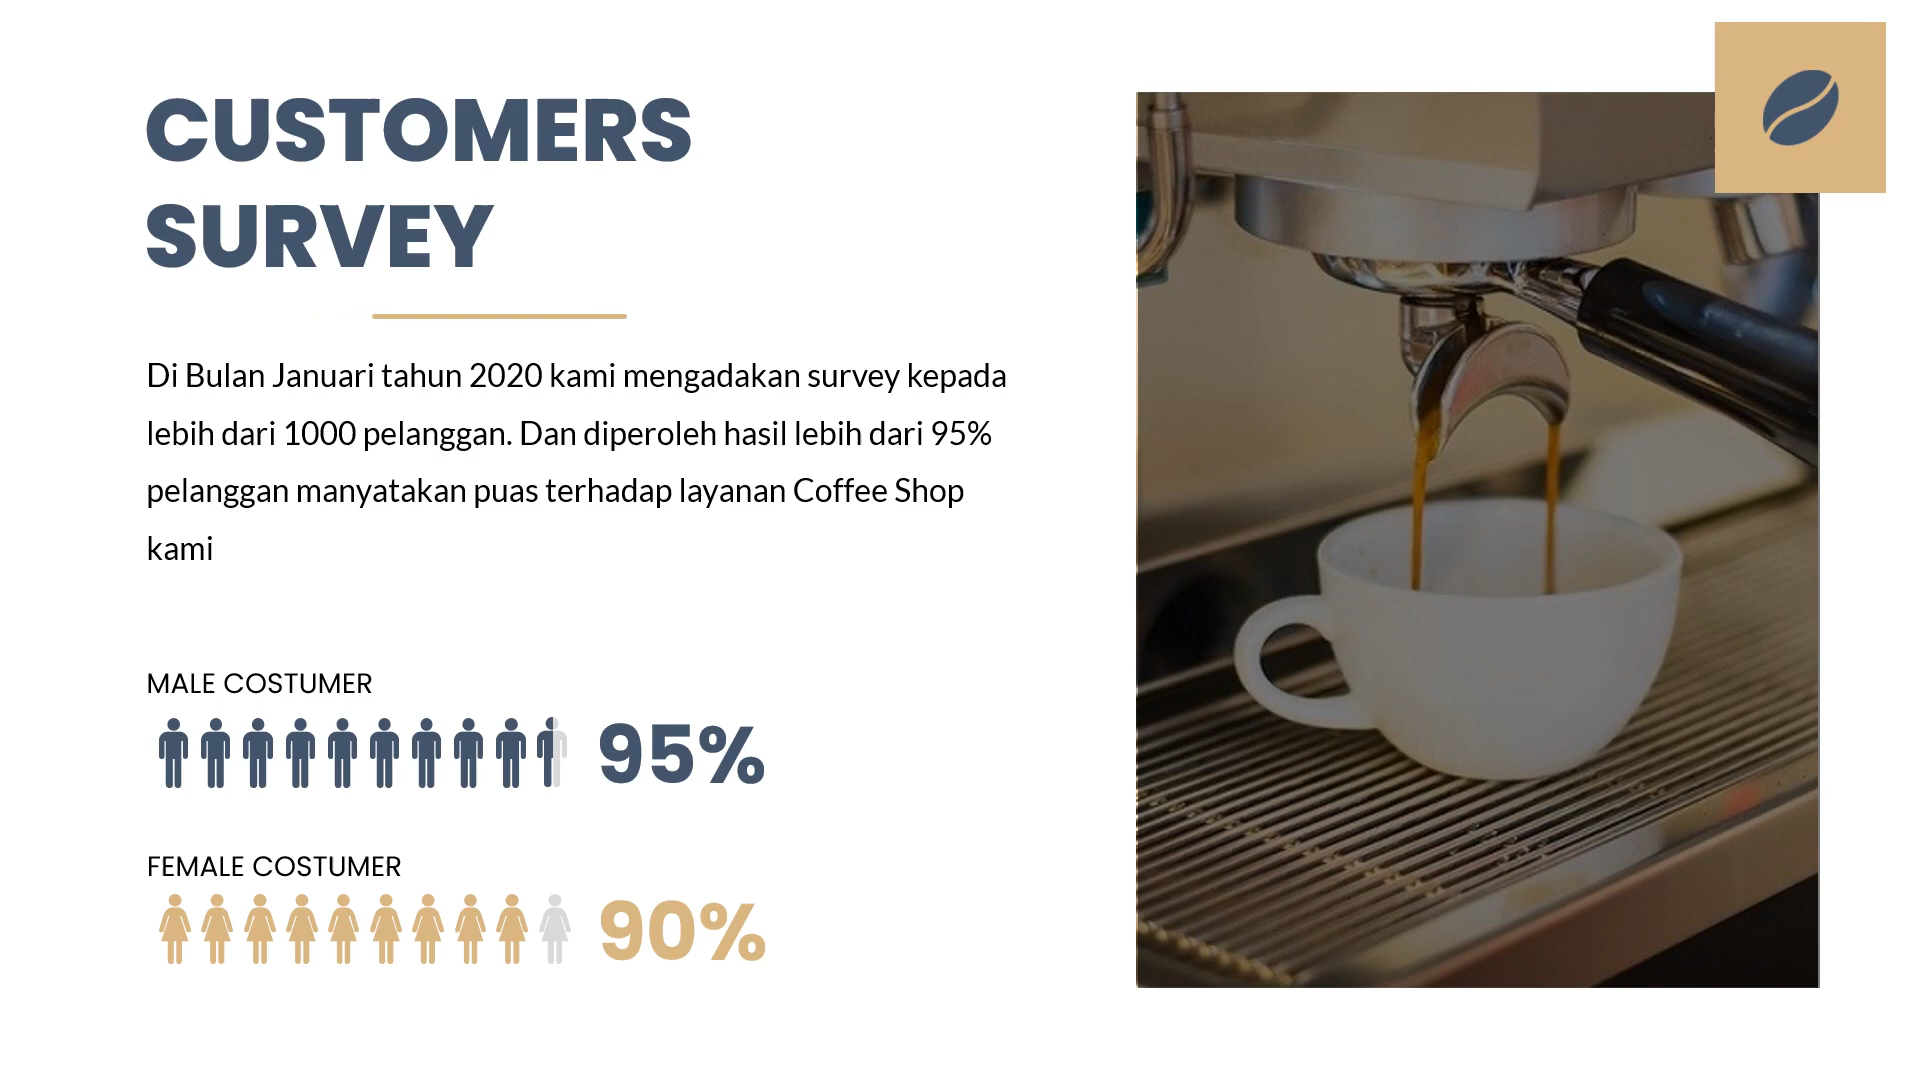 CUSTOMERS
SURVEY
Di Bulan Januari tahun 2020 kami mengadakan survey kepada
lebih dari 1000 pelanggan. Dan diperoleh hasil lebih dari 95%
pelanggan manyatakan puas terhadap layanan Coffee Shop
kami
MALE COSTUMER
95%
FEMALE COSTUMER
90%